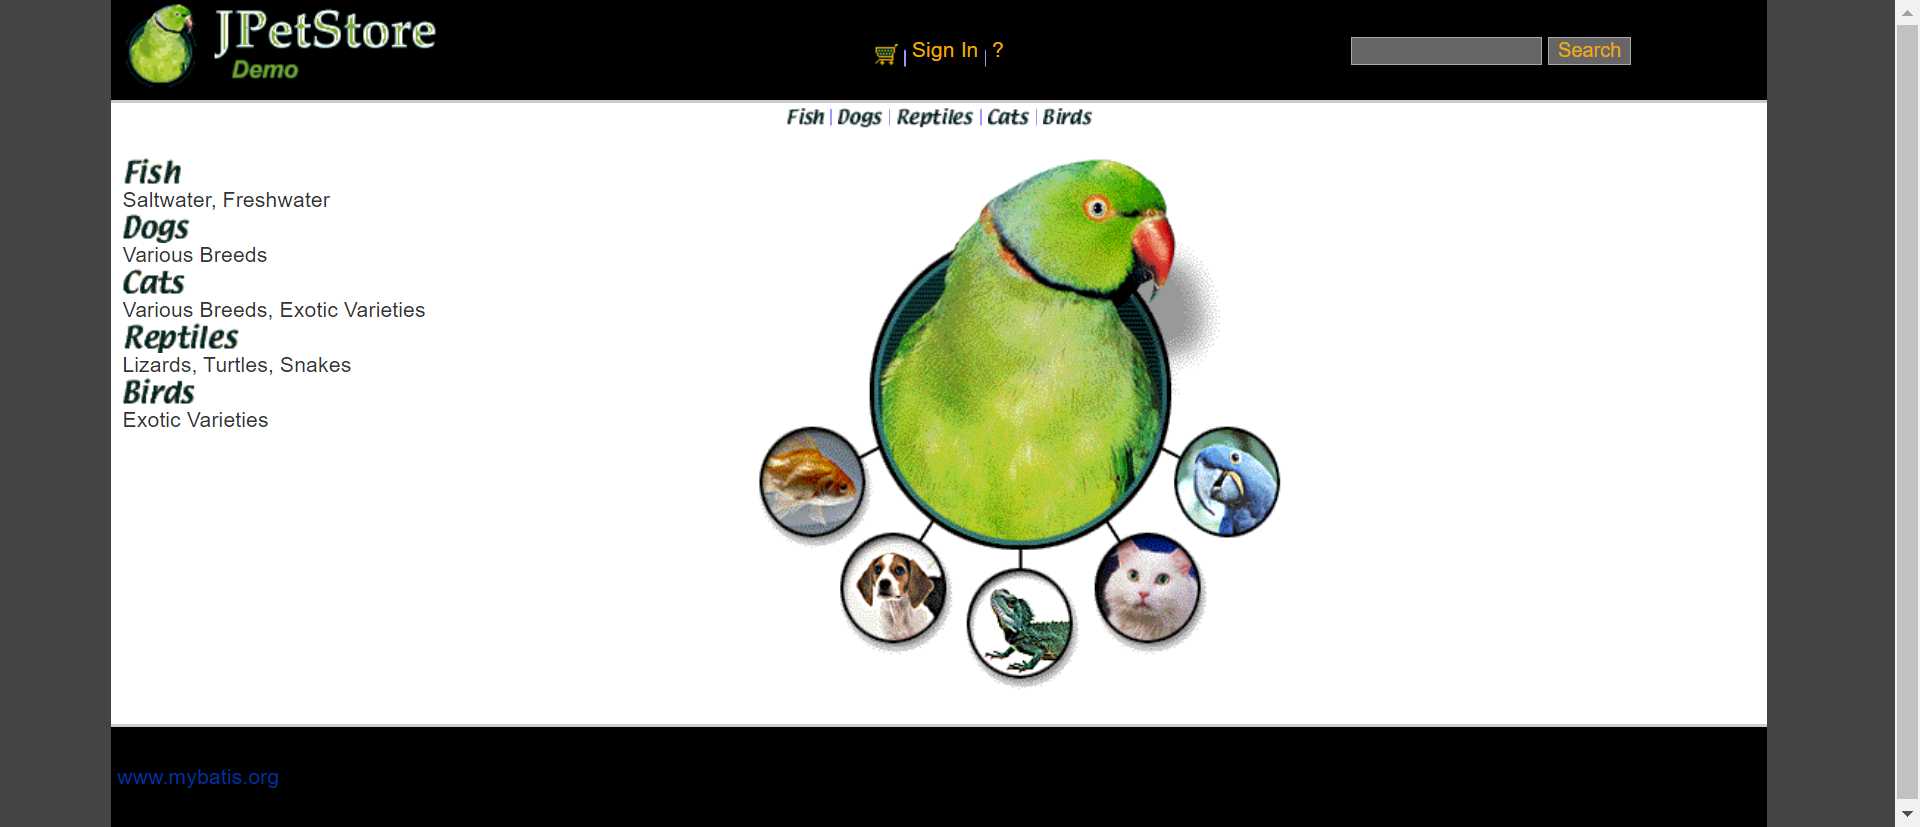 JPetStore
Demo
Sign In ?
Search
Fish Dogs Reptiles Cats Birds
Fish
Saltwater, Freshwater
Dogs
Various Breeds
Cats
Various Breeds, Exotic Varieties
Reptiles
Lizards, Turtles, Snakes
Birds
Exotic Varieties
www.mybatis.org